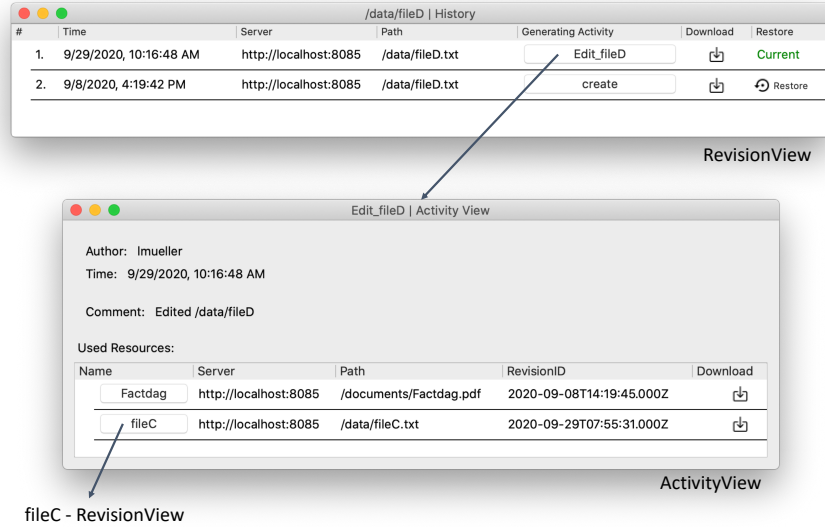 /data/fileD | History
# Time Server Path Generating Activity Download Restore
1. 9/29/2020, 10:16:48 AM http://localhost:8085 /data/fileD.txt Edit_fileD Current
2. 9/8/2020, 4:19:42 PM http://localhost:8085 /data/fileD.txt create Restore
RevisionView
Edit_fileD | Activity View
Author: lmueller
Time: 9/29/2020, 10:16:48 AM
Comment: Edited /data/fileD
Used Resources:
Name Server Path RevisionID Download
Factdag http://localhost:8085 /documents/Factdag.pdf 2020-09-08T14:19:45.000Z
fileC http://localhost:8085 /data/fileC.txt 2020-09-29T07:55:31.000Z
ActivityView
fileC - RevisionView